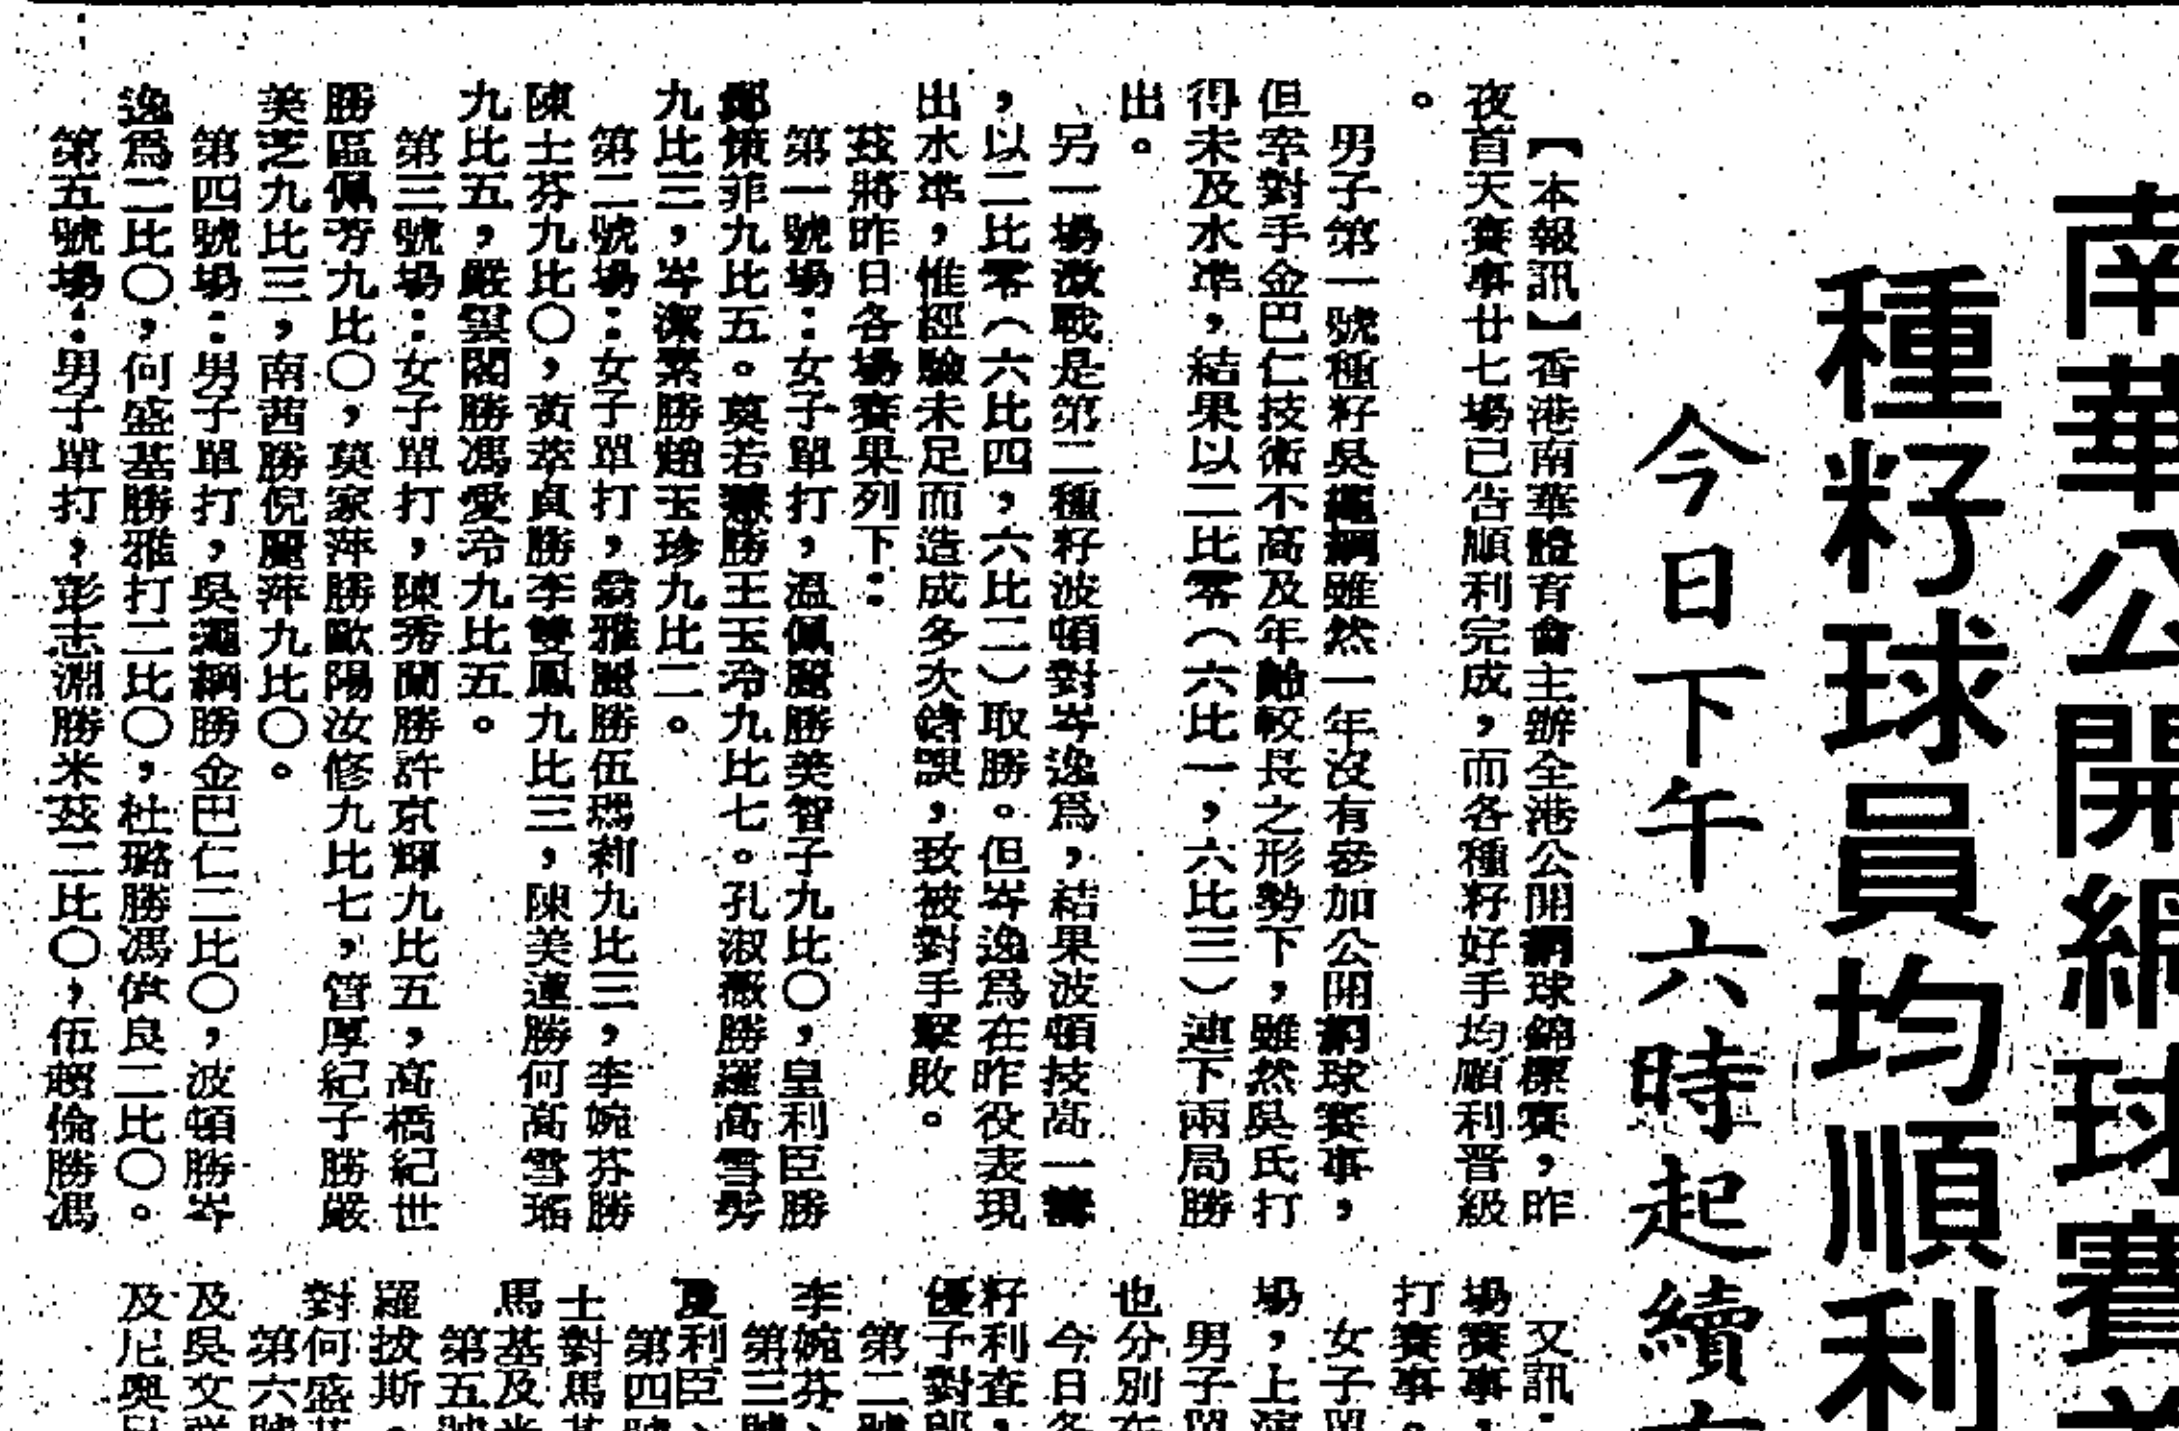 南華公開網球賽
種籽球員均順利
今日下午六時起續
【本報訊】香港南華體育會主辦全港公開網球錦標賽，昨
夜首天賽事廿七場已告順利完成，而各種籽好手均順利晋級
。
男子第一號種籽吳繩綱雖然一年沒有參加公開網球賽事，
但幸對手金巴仁技術不高及年齡較長之形勢下，雖然吳氏打
得未及水準，結果以二比零（六比一，六比三）連下兩局勝
出。
另一場激戰是第二種籽波頓對岑逸爲，結果波頓技高一籌
，以二比零（六比四，六比二）取勝。但岑逸爲在昨役表現
出水準，惟經驗未足而造成多次錯誤，致被對手擊敗。
茲將昨日各場賽果列下：
第一號場：女子單打，溫佩麗勝美智子九比〇，皇利臣勝
鄭策菲九比五。莫若蘭勝王玉冷九比七。孔淑薇勝羅高雪
九比三，岑潔霖勝趙玉珍九比二。
第二號場：女子單打，雅麗勝伍瑪莉九比三，李婉芬勝
陳士芬九比〇，黃萃貞勝李雙鳳九比三，陳美蓮勝何高雪瑤
九比五，嚴雲閣勝馮愛冷九比五。
第三號場：女子單打，陳秀蘭勝許京輝九比五，高橋紀世
勝區佩芳九比〇，莫家萍勝歐陽汝修九比七，管厚紀子勝嚴
美芝九比三，南茜勝倪麗萍九比〇。
第四號場：男子單打，吳繩綱勝金巴仁二比〇，波頓勝岑
逸爲二比〇，何盛基勝雅打二比〇，杜璐勝馮供良二比〇。
第五號場：男子單打，彭志淵勝米茲二比〇，伍賴倫勝馮
又訊
場賽事，
打賽事。
女子單
場，上演
男子單
也分別在
今日各
籽利查，
優子對鄭
第二號
李婉芬、
第三號
夏利臣、
第四號
士對馬基
馬基及米
第五號
羅拔斯。
對何盛基
第六號
及吳文
及尼奧